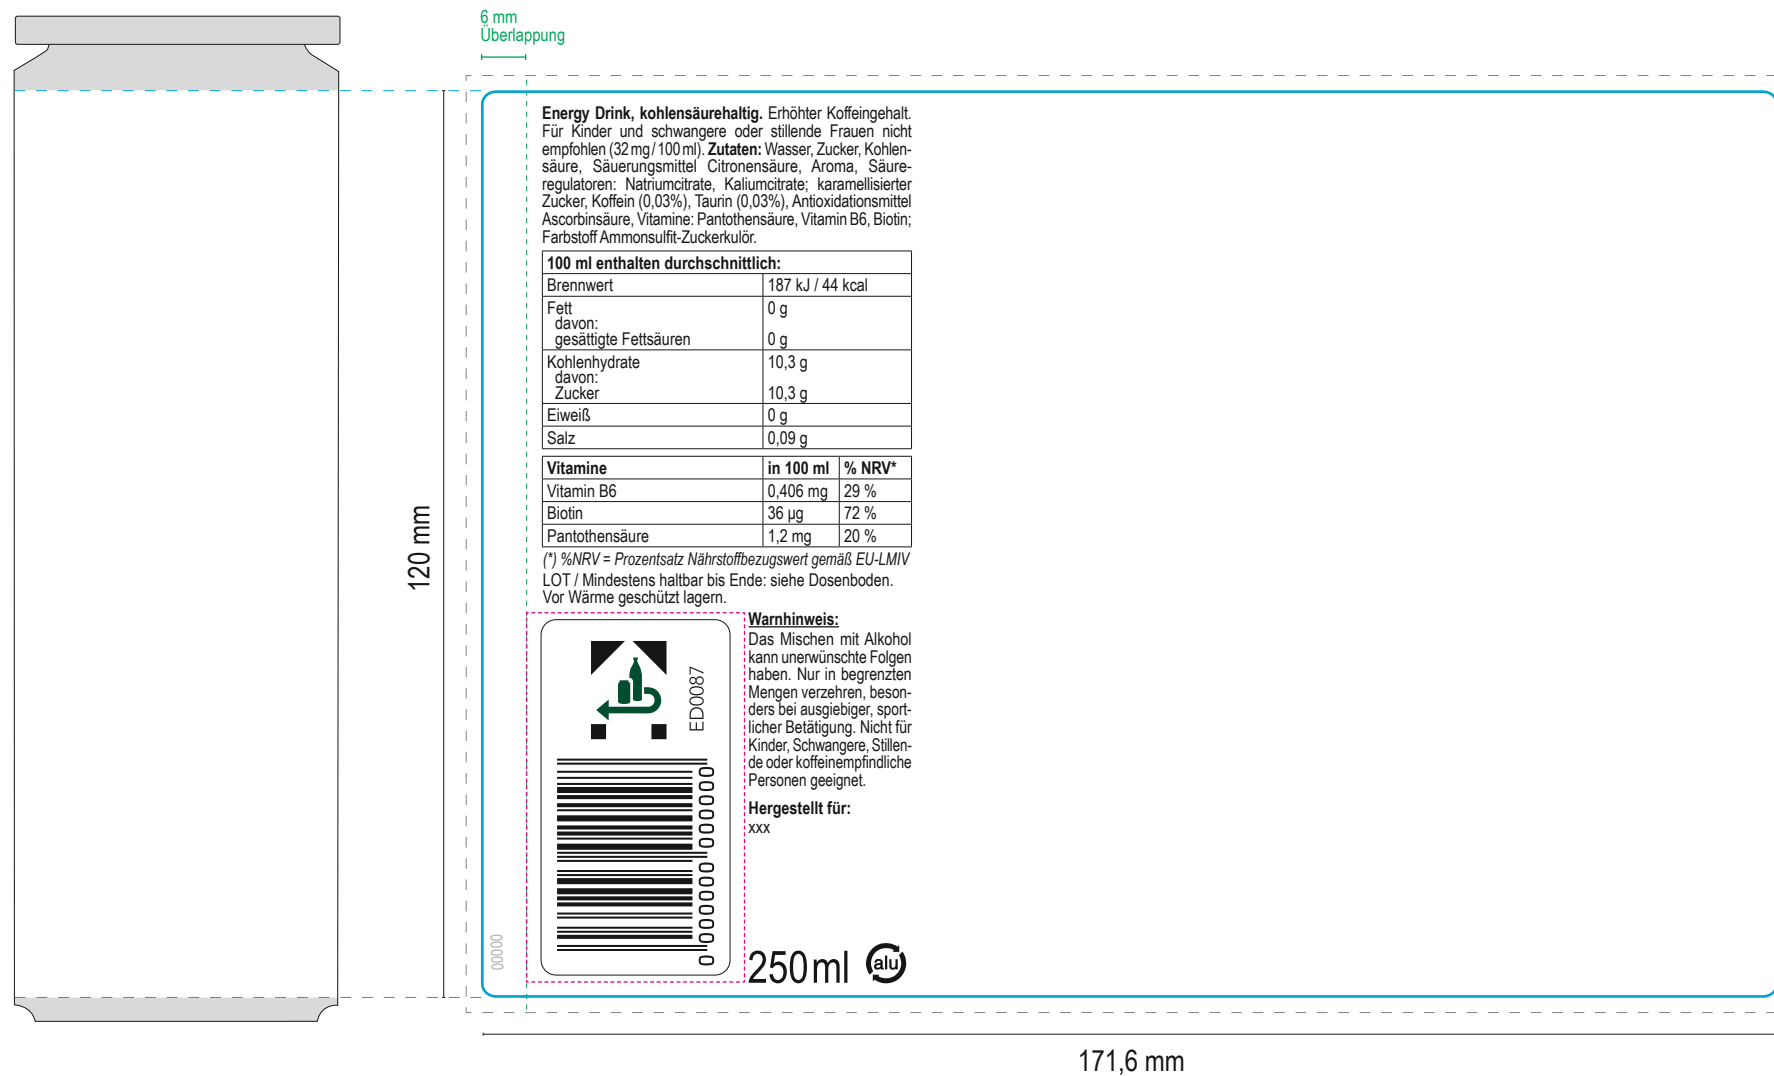 6 mm
Überlappung
Energy Drink, kohlensäurehaltig. Erhöhter Koffeingehalt.
Für Kinder und schwangere oder stillende Frauen nicht
empfohlen (32 mg / 100 ml). Zutaten: Wasser, Zucker, Kohlen-
säure, Säuerungsmittel Citronensäure, Aroma, Säure-
regulatoren: Natriumcitrate, Kaliumcitrate; karamellisierter
Zucker, Koffein (0,03%), Taurin (0,03%), Antioxidationsmittel
Ascorbinsäure, Vitamine: Pantothensäure, Vitamin B6, Biotin;
Farbstoff Ammonsulfit-Zuckerkulör.
100 ml enthalten durchschnittlich:
Brennwert 187 kJ / 44 kcal
Fett 0 g
davon:
gesättigte Fettsäuren 0 g
Kohlenhydrate 10,3 g
davon:
Zucker 10,3 g
Eiweiß 0 g
Salz 0,09 g
Vitamine in 100 ml % NRV*
Vitamin B6 0,406 mg 29 %
Biotin 36 µg 72 %
Pantothensäure 1,2 mg 20 %
(*) %NRV = Prozentsatz Nährstoffbezugswert gemäß EU-LMIV
LOT / Mindestens haltbar bis Ende: siehe Dosenboden.
Vor Wärme geschützt lagern.
Warnhinweis:
Das Mischen mit Alkohol
kann unerwünschte Folgen
haben. Nur in begrenzten
Mengen verzehren, beson-
ders bei ausgiebiger, sport-
licher Betätigung. Nicht für
Kinder, Schwangere, Stillen-
de oder koffeinempfindliche
Personen geeignet.
Hergestellt für:
xxx
250 ml
alu
ED0087
0 000000 000000
00000
120 mm
171,6 mm